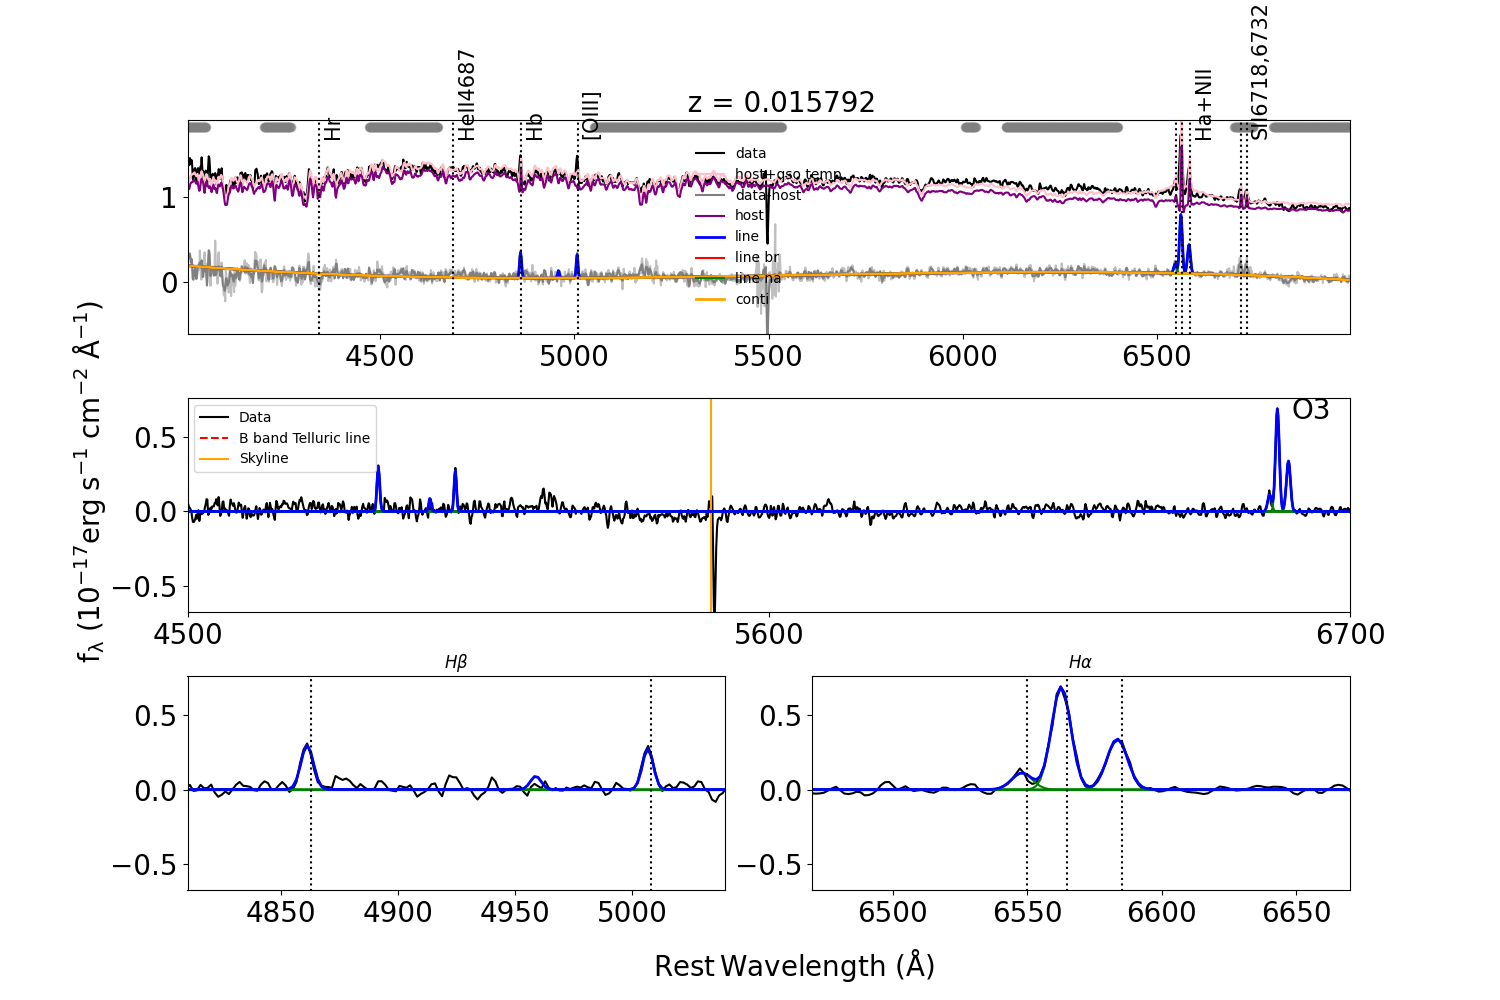 z = 0.015792
Hr
HeII4687
Hb
[OIII]
Ha+NII
SII6718,6732
data
host+qso temp
data-host
host
line
line br
line na
conti
1
0
4500
5000
5500
6000
6500
f_λ (10^−17 erg s^−1 cm^−2 Å^−1)
Data
B band Telluric line
Skyline
O3
0.5
0.0
−0.5
4500
5600
6700
Hβ
0.5
0.0
−0.5
4850
4900
4950
5000
Hα
0.5
0.0
−0.5
6500
6550
6600
6650
Rest Wavelength (Å)